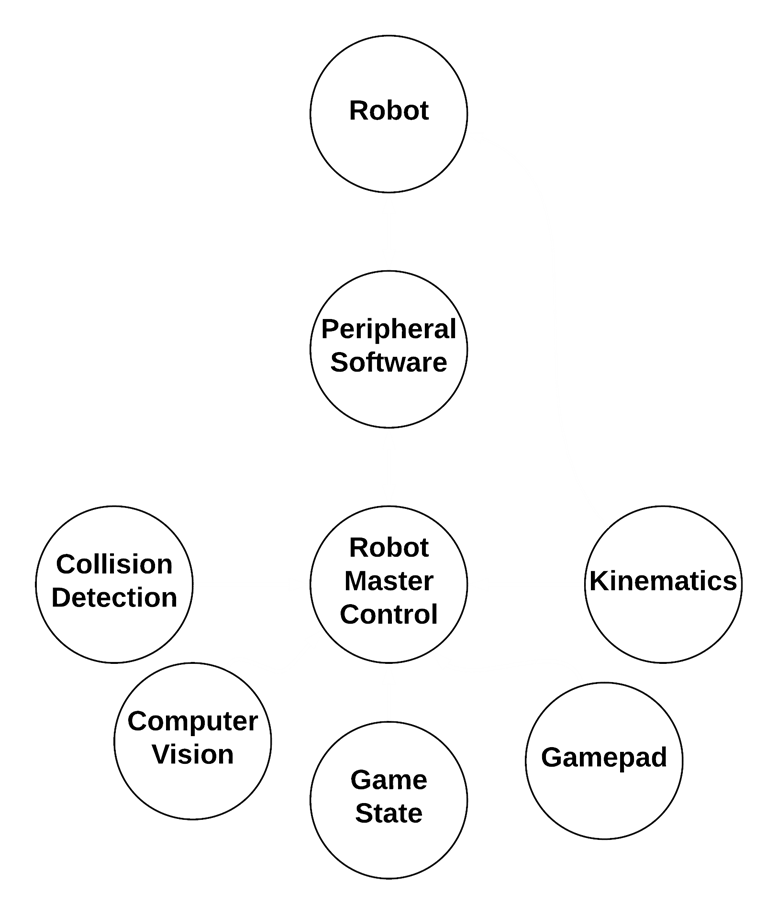 Robot
Peripheral
Software
Collision
Detection
Robot
Master
Control
Kinematics
Computer
Vision
Game
State
Gamepad